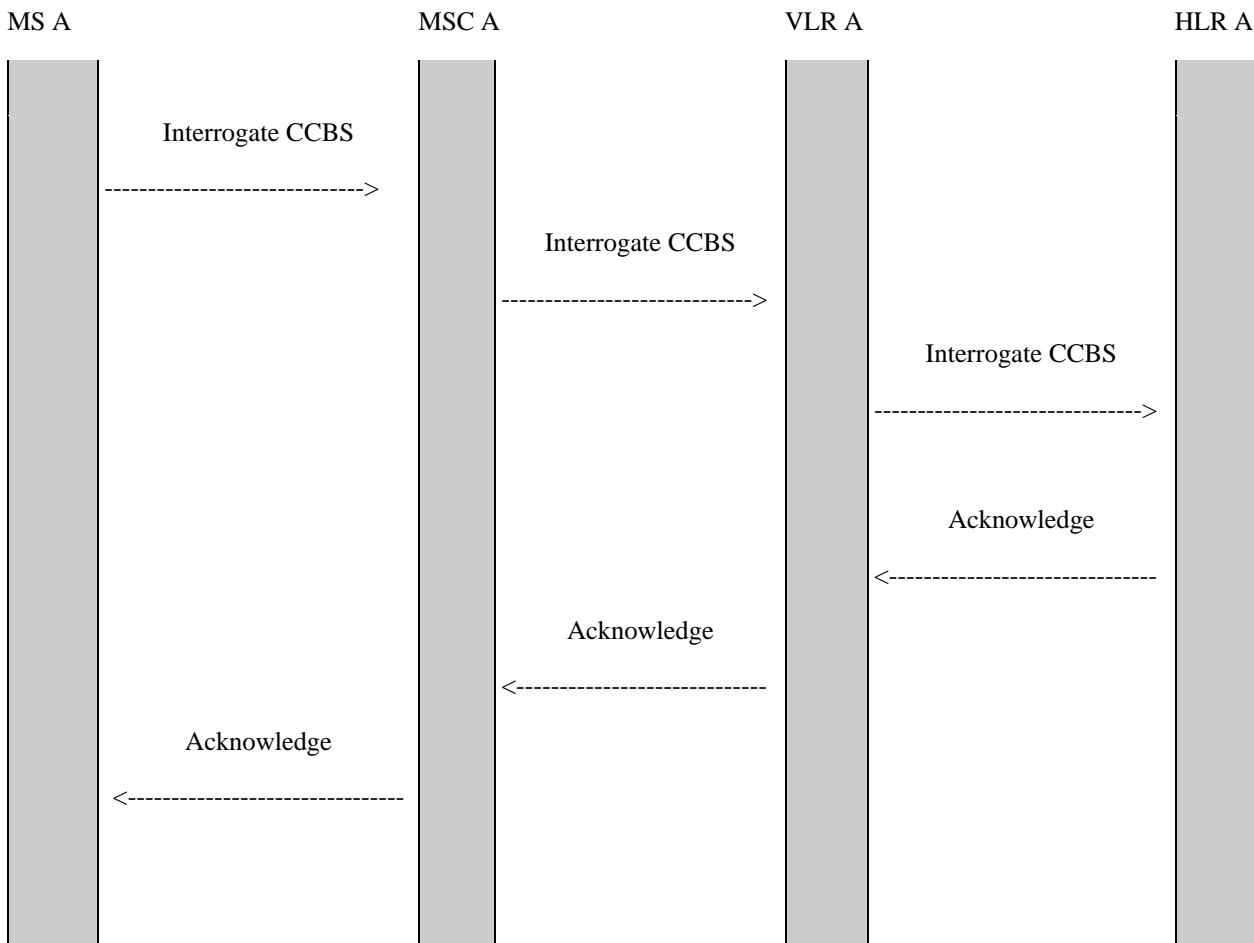 MS A MSC A VLR A HLR A
Interrogate CCBS
Interrogate CCBS
Interrogate CCBS
Acknowledge
Acknowledge
Acknowledge